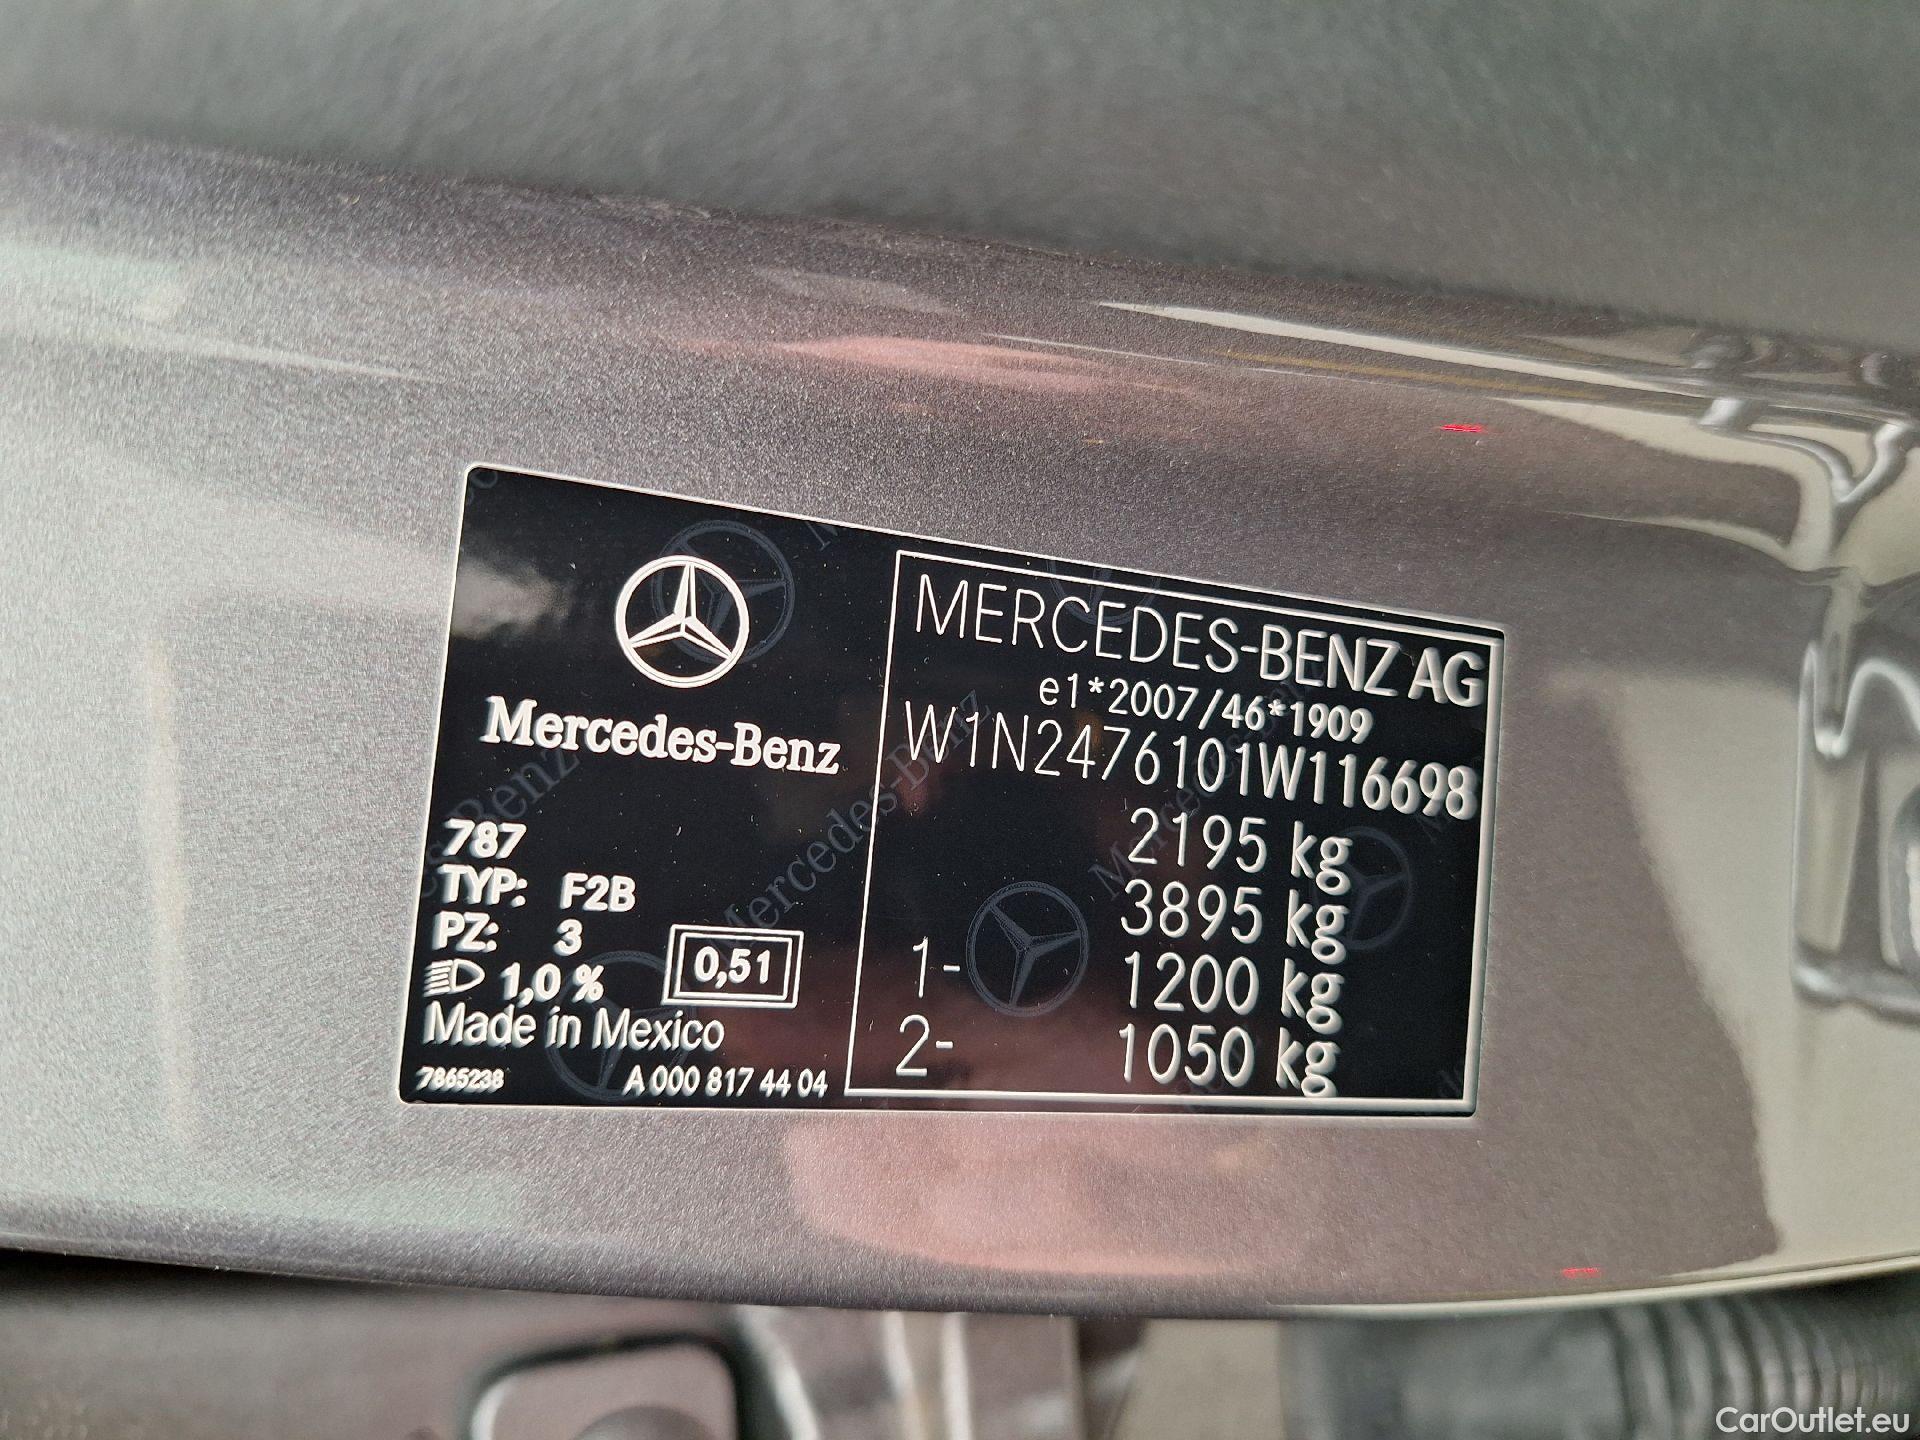 Mercedes-Benz
787
TYP: F2B
PZ: 3
1,0 %
0,51
Made in Mexico
7865238
A 000 817 44 04
MERCEDES-BENZ AG
e1*2007/46*1909
W1N2476101W116698
2195 kg
3895 kg
1- 1200 kg
2- 1050 kg
CarOutlet.eu